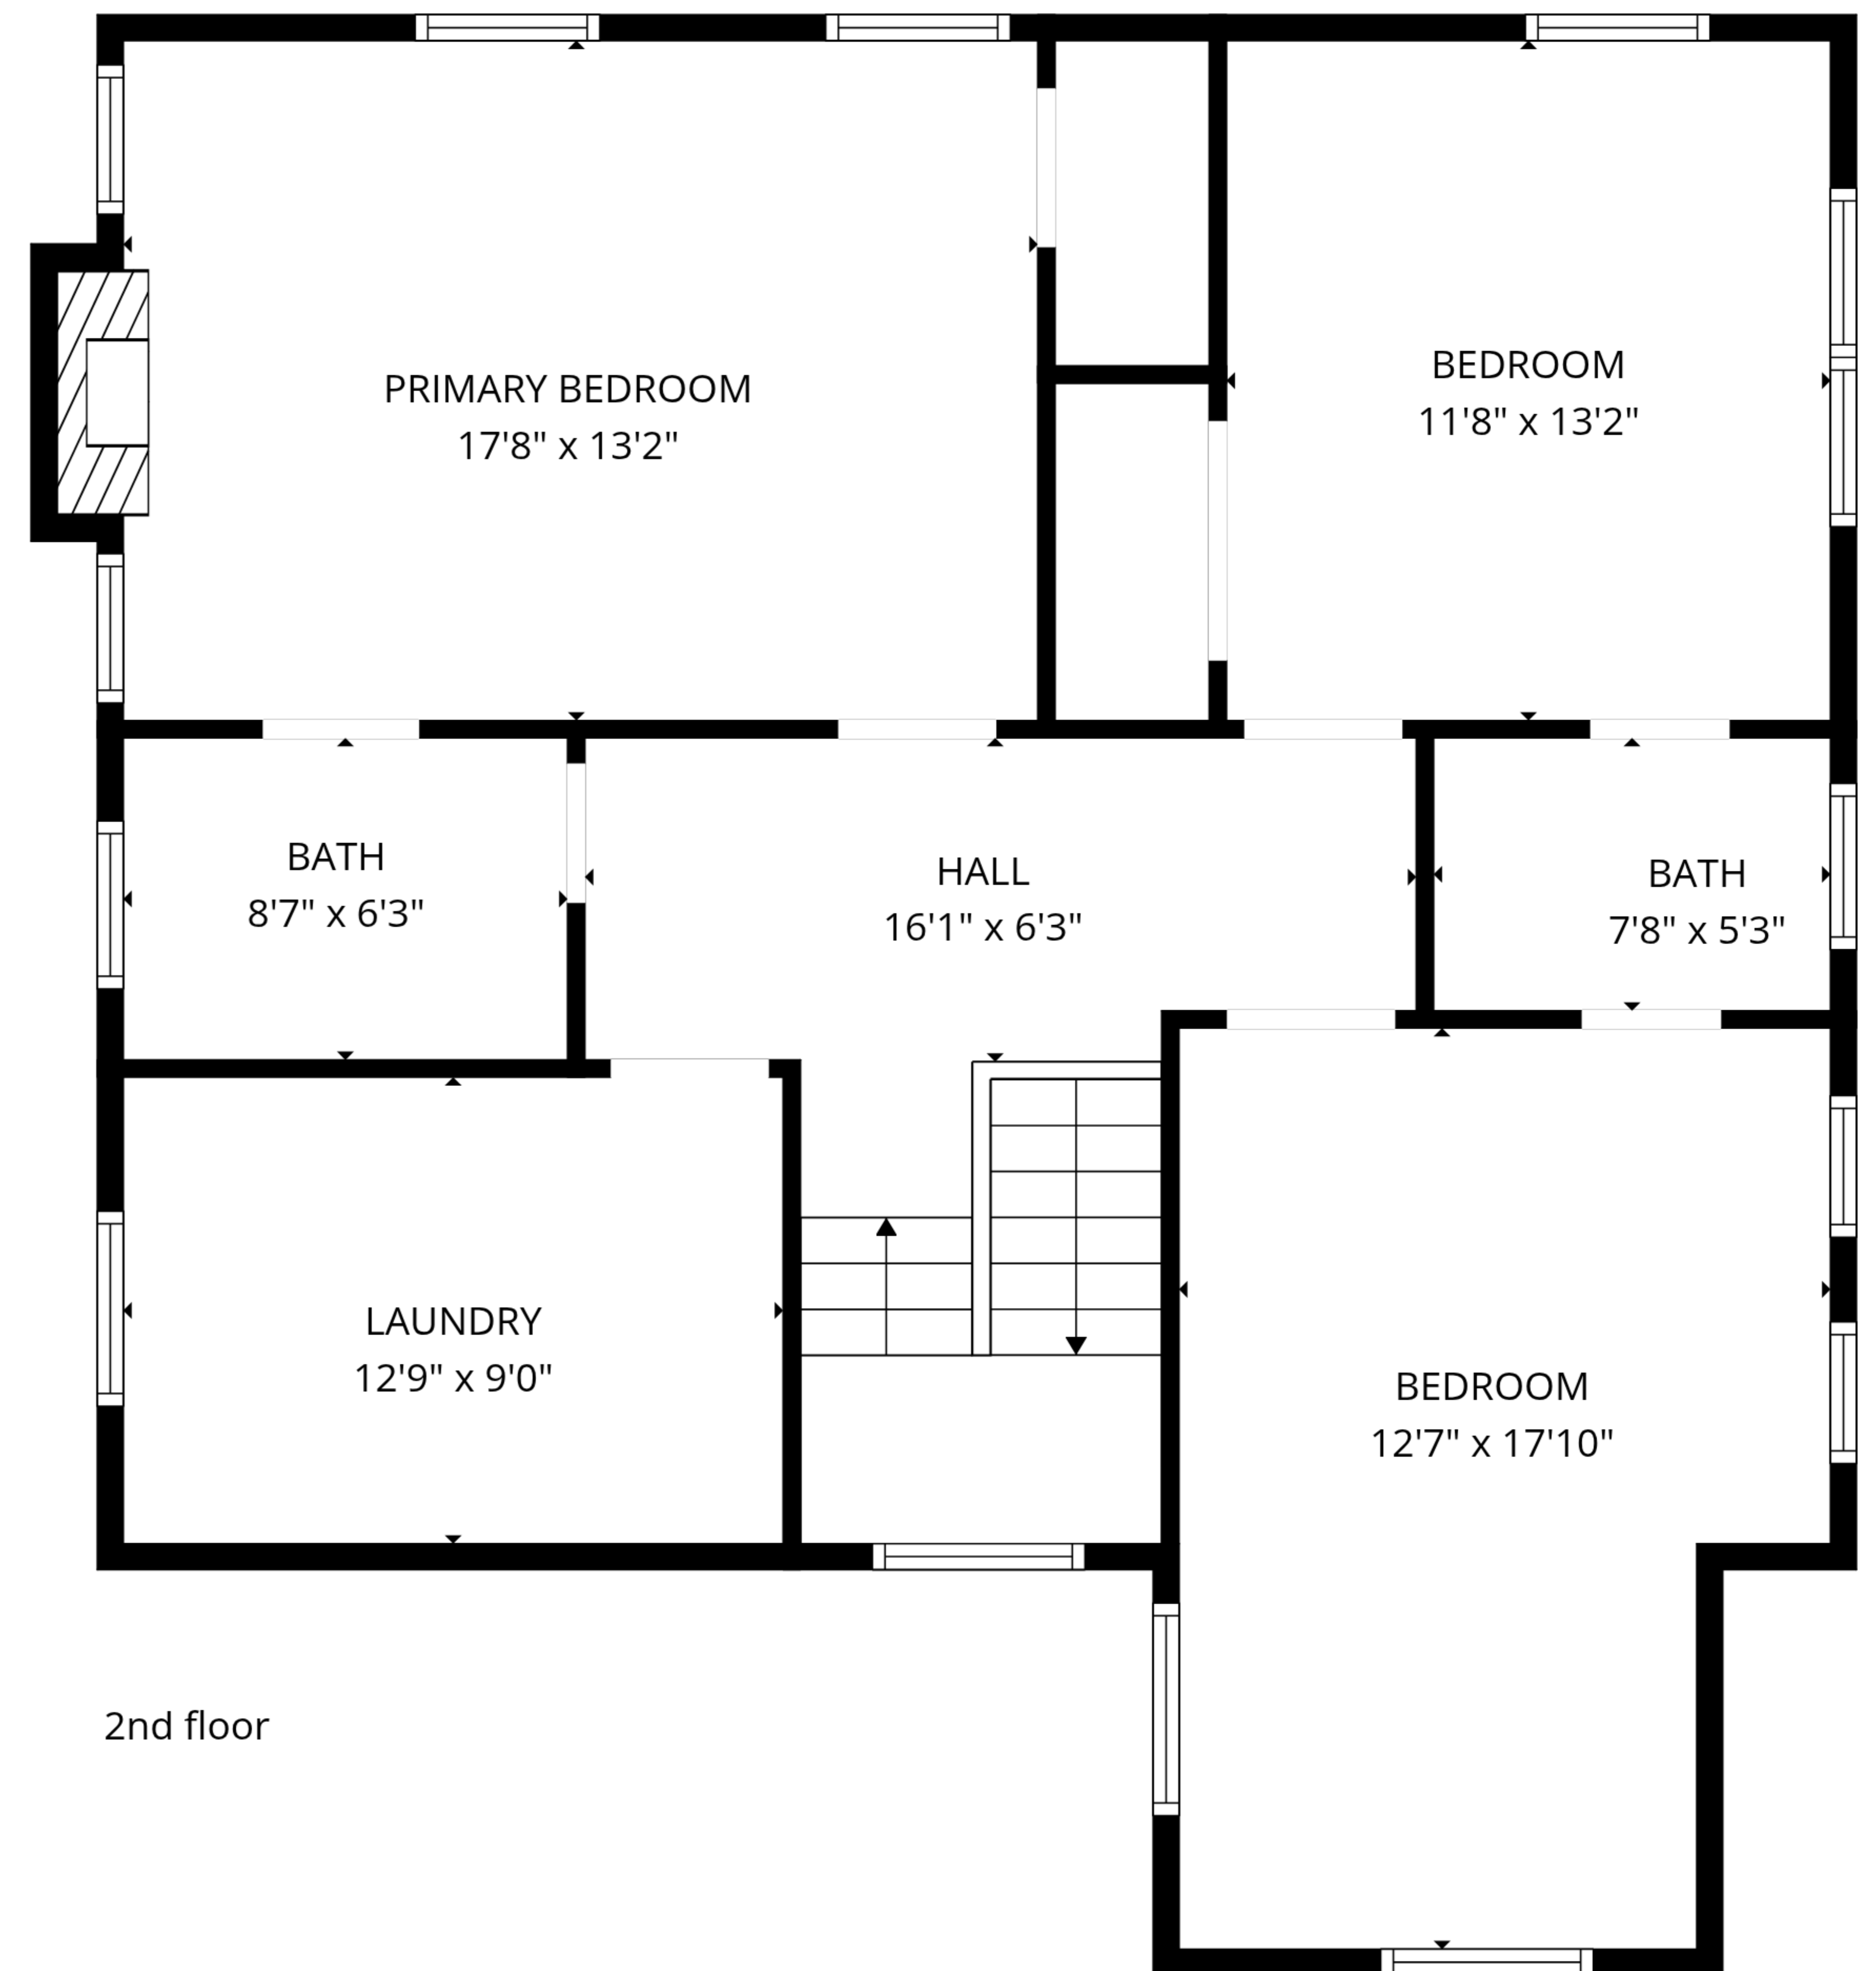 PRIMARY BEDROOM
17'8" x 13'2"
BEDROOM
11'8" x 13'2"
BATH
8'7" x 6'3"
HALL
16'1" x 6'3"
BATH
7'8" x 5'3"
LAUNDRY
12'9" x 9'0"
BEDROOM
12'7" x 17'10"
2nd floor